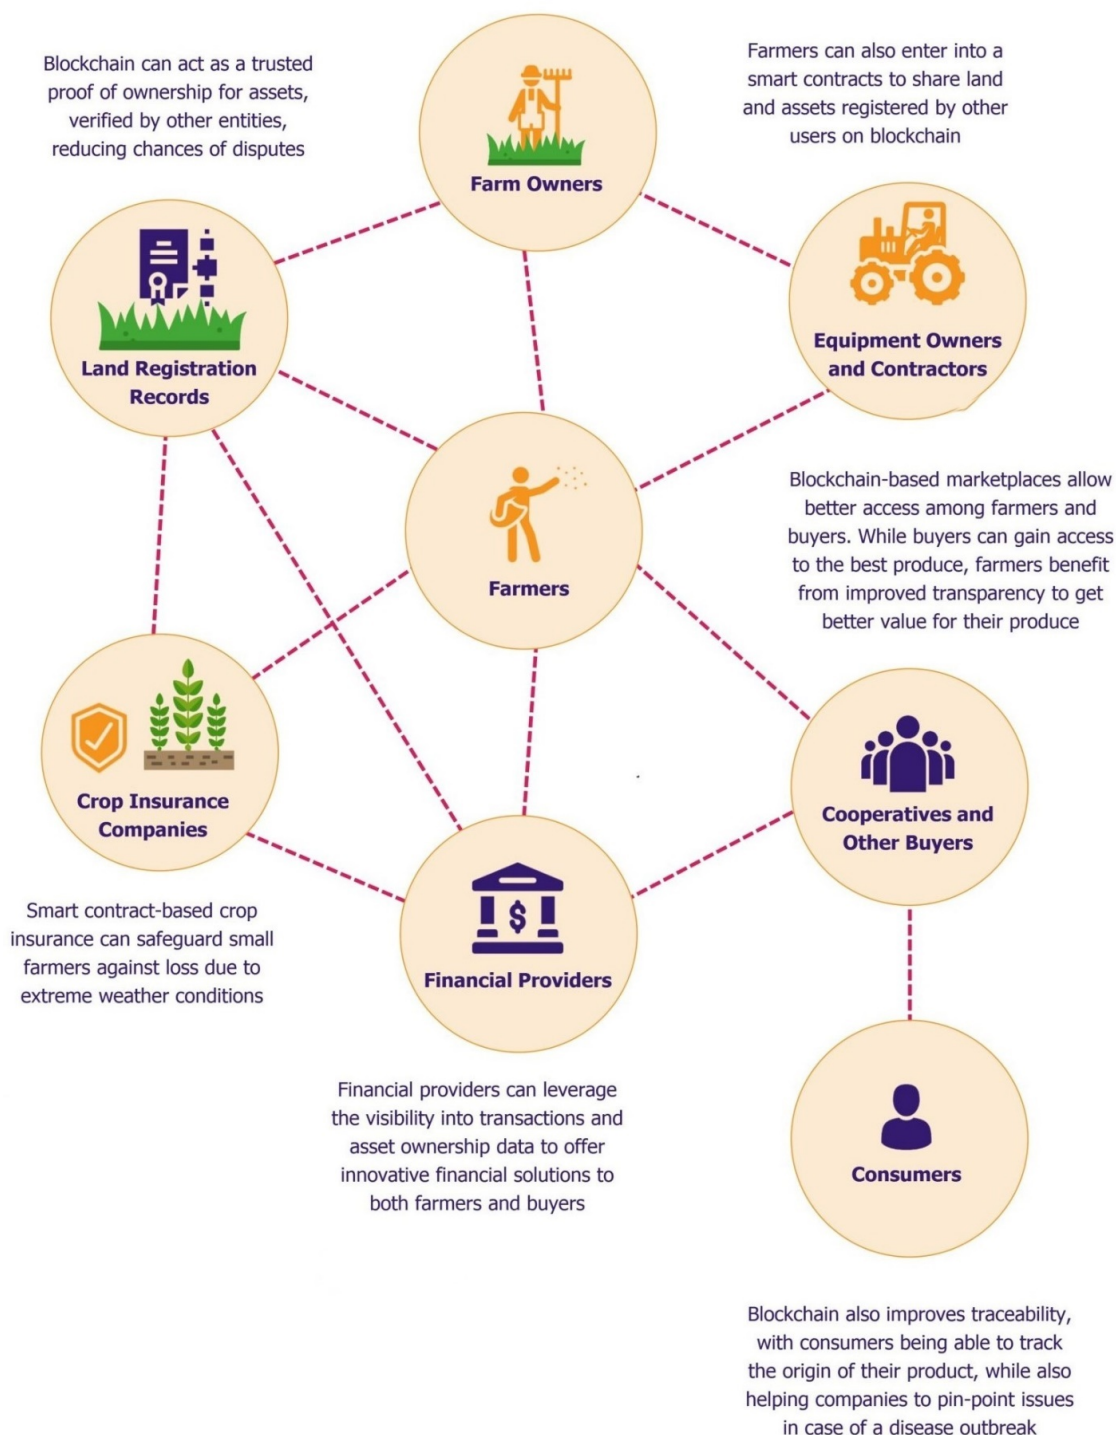 Blockchain can act as a trusted
proof of ownership for assets,
verified by other entities,
reducing chances of disputes
Farm Owners
Farmers can also enter into a
smart contracts to share land
and assets registered by other
users on blockchain
Land Registration
Records
Equipment Owners
and Contractors
Farmers
Blockchain-based marketplaces allow
better access among farmers and
buyers. While buyers can gain access
to the best produce, farmers benefit
from improved transparency to get
better value for their produce
Crop Insurance
Companies
Cooperatives and
Other Buyers
Smart contract-based crop
insurance can safeguard small
farmers against loss due to
extreme weather conditions
$
Financial Providers
Financial providers can leverage
the visibility into transactions and
asset ownership data to offer
innovative financial solutions to
both farmers and buyers
Consumers
Blockchain also improves traceability,
with consumers being able to track
the origin of their product, while also
helping companies to pin-point issues
in case of a disease outbreak